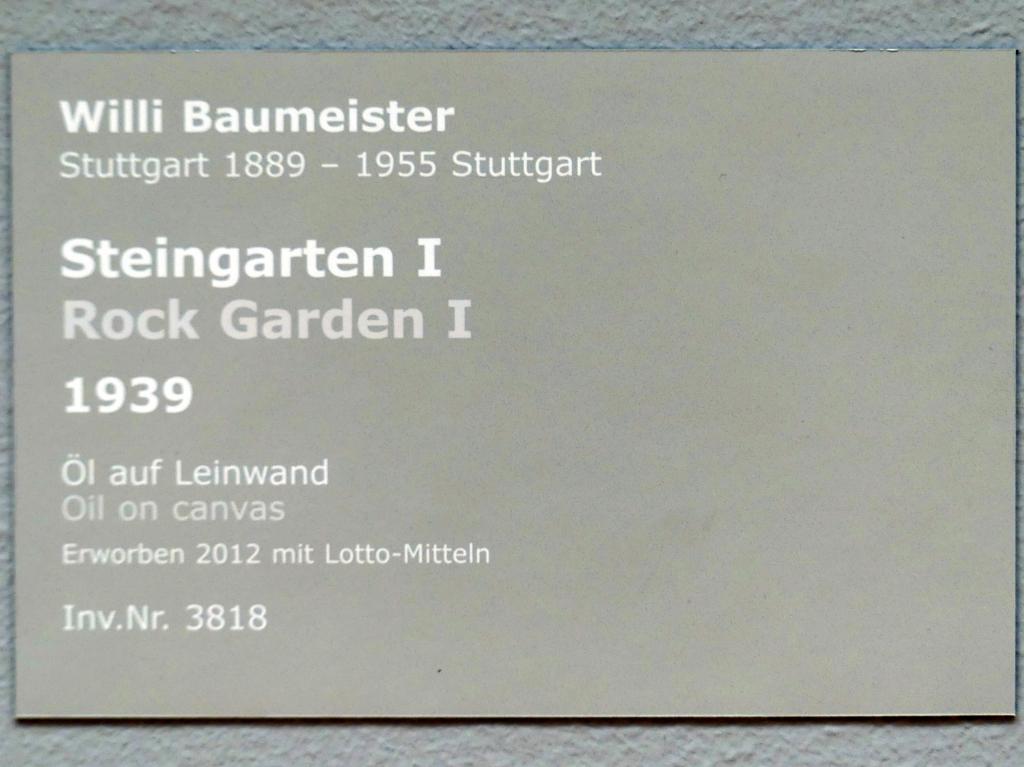 Willi Baumeister
Stuttgart 1889 – 1955 Stuttgart
Steingarten I
Rock Garden I
1939
Öl auf Leinwand
Oil on canvas
Erworben 2012 mit Lotto-Mitteln
Inv.Nr. 3818